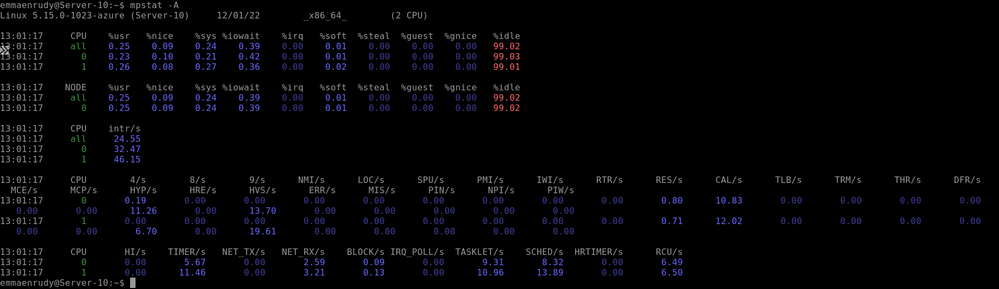 emmaenrudy@Server-10:~$ mpstat -A
Linux 5.15.0-1023-azure (Server-10)     12/01/22        _x86_64_        (2 CPU)

13:01:17     CPU    %usr   %nice    %sys %iowait    %irq   %soft  %steal  %guest  %gnice   %idle
13:01:17     all    0.25    0.09    0.24    0.39    0.00    0.01    0.00    0.00    0.00   99.02
13:01:17       0    0.23    0.10    0.21    0.42    0.00    0.01    0.00    0.00    0.00   99.03
13:01:17       1    0.26    0.08    0.27    0.36    0.00    0.02    0.00    0.00    0.00   99.01

13:01:17    NODE    %usr   %nice    %sys %iowait    %irq   %soft  %steal  %guest  %gnice   %idle
13:01:17     all    0.25    0.09    0.24    0.39    0.00    0.01    0.00    0.00    0.00   99.02
13:01:17       0    0.25    0.09    0.24    0.39    0.00    0.01    0.00    0.00    0.00   99.02

13:01:17     CPU    intr/s
13:01:17     all     24.55
13:01:17       0     32.47
13:01:17       1     46.15

13:01:17     CPU        4/s        8/s        9/s      NMI/s      LOC/s      SPU/s      PMI/s      IWI/s      RTR/s      RES/s      CAL/s      TLB/s      TRM/s      THR/s      DFR/s
  MCE/s      MCP/s      HYP/s      HRE/s      HVS/s      ERR/s      MIS/s      PIN/s      NPI/s      PIW/s
13:01:17       0       0.19       0.00       0.00       0.00       0.00       0.00       0.00       0.00       0.00       0.80      10.83       0.00       0.00       0.00       0.00
   0.00       0.00      11.26       0.00      13.70       0.00       0.00       0.00       0.00       0.00
13:01:17       1       0.00       0.00       0.00       0.00       0.00       0.00       0.00       0.00       0.00       0.71      12.02       0.00       0.00       0.00       0.00
   0.00       0.00       6.70       0.00      19.61       0.00       0.00       0.00       0.00       0.00

13:01:17     CPU       HI/s    TIMER/s   NET_TX/s   NET_RX/s    BLOCK/s IRQ_POLL/s  TASKLET/s    SCHED/s  HRTIMER/s      RCU/s
13:01:17       0       0.00       5.67       0.00       2.59       0.09       0.00       9.31       8.32       0.00       6.49
13:01:17       1       0.00      11.46       0.00       3.21       0.13       0.00      10.96      13.89       0.00       6.50
emmaenrudy@Server-10:~$